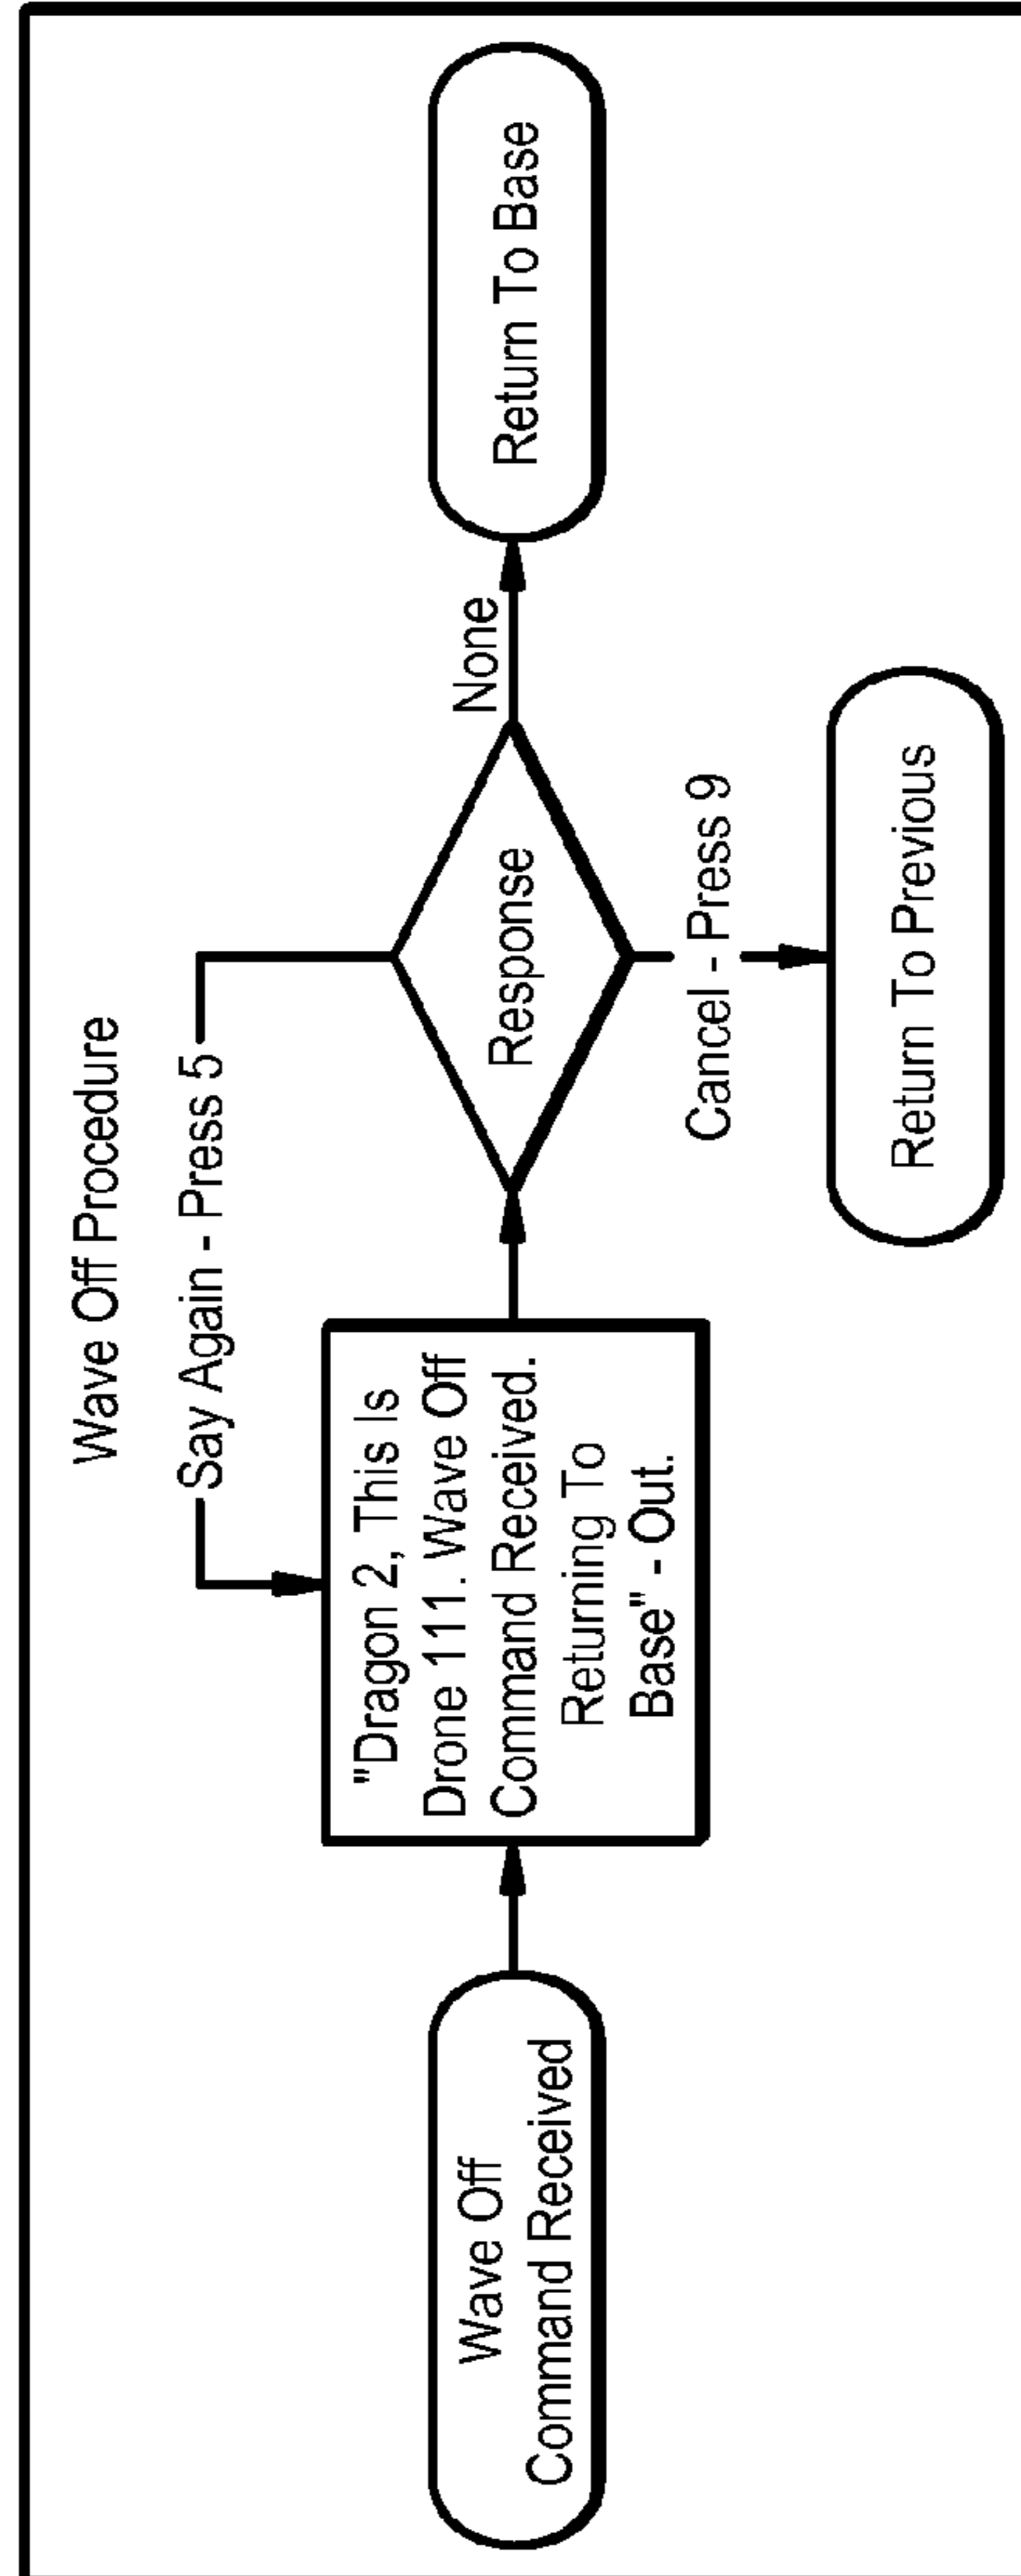 Wave Off Procedure
Say Again - Press 5
Wave Off
Command Received
"Dragon 2, This Is
Drone 111. Wave Off
Command Received.
Returning To
Base" - Out.
Response
None
Return To Base
Cancel - Press 9
Return To Previous